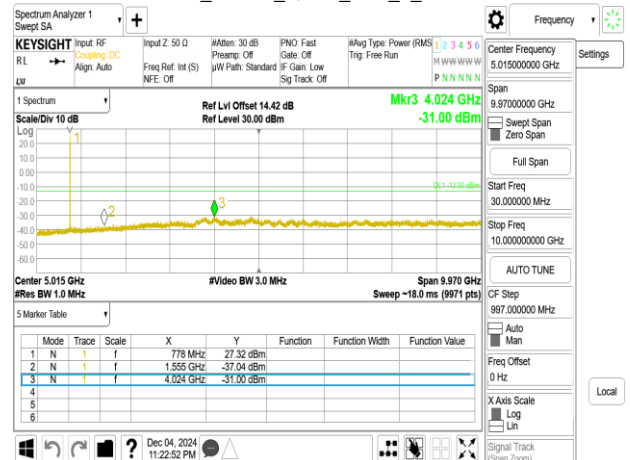 Spectrum Analyzer 1
Swept SA
+
Frequency
KEYSIGHT
Input: RF
Coupling: DC
Align: Auto
Input Z: 50 Ω
Freq Ref: Int (S)
NFE: Off
#Atten: 30 dB
Preamp: Off
µW Path: Standard
PNO: Fast
Gate: Off
IF Gain: Low
Sig Track: Off
#Avg Type: Power (RMS)
Trig: Free Run
1 2 3 4 5 6
M W W W W W
P N N N N N
RL
Center Frequency
5.015000000 GHz
Settings
Span
9.97000000 GHz
Swept Span
Zero Span
Full Span
Start Freq
30.000000 MHz
Stop Freq
10.000000000 GHz
AUTO TUNE
CF Step
997.000000 MHz
Auto
Man
Freq Offset
0 Hz
X Axis Scale
Log
Lin
Signal Track
(Span Zoom)
Local
1 Spectrum
Scale/Div 10 dB
Log
Ref Lvl Offset 14.42 dB
Ref Level 30.00 dBm
Mkr3 4.024 GHz
-31.00 dBm
20.0
10.0
0.00
-10.0
-20.0
-30.0
-40.0
-50.0
-60.0
1
2
3
DL1 -13.00 dBm
Center 5.015 GHz
#Video BW 3.0 MHz
Span 9.970 GHz
#Res BW 1.0 MHz
Sweep ~18.0 ms (9971 pts)
5 Marker Table
Mode Trace Scale X Y Function Function Width Function Value
1 N 1 f 778 MHz 27.32 dBm
2 N 1 f 1.555 GHz -37.04 dBm
3 N 1 f 4.024 GHz -31.00 dBm
4
5
6
?
Dec 04, 2024
11:22:52 PM